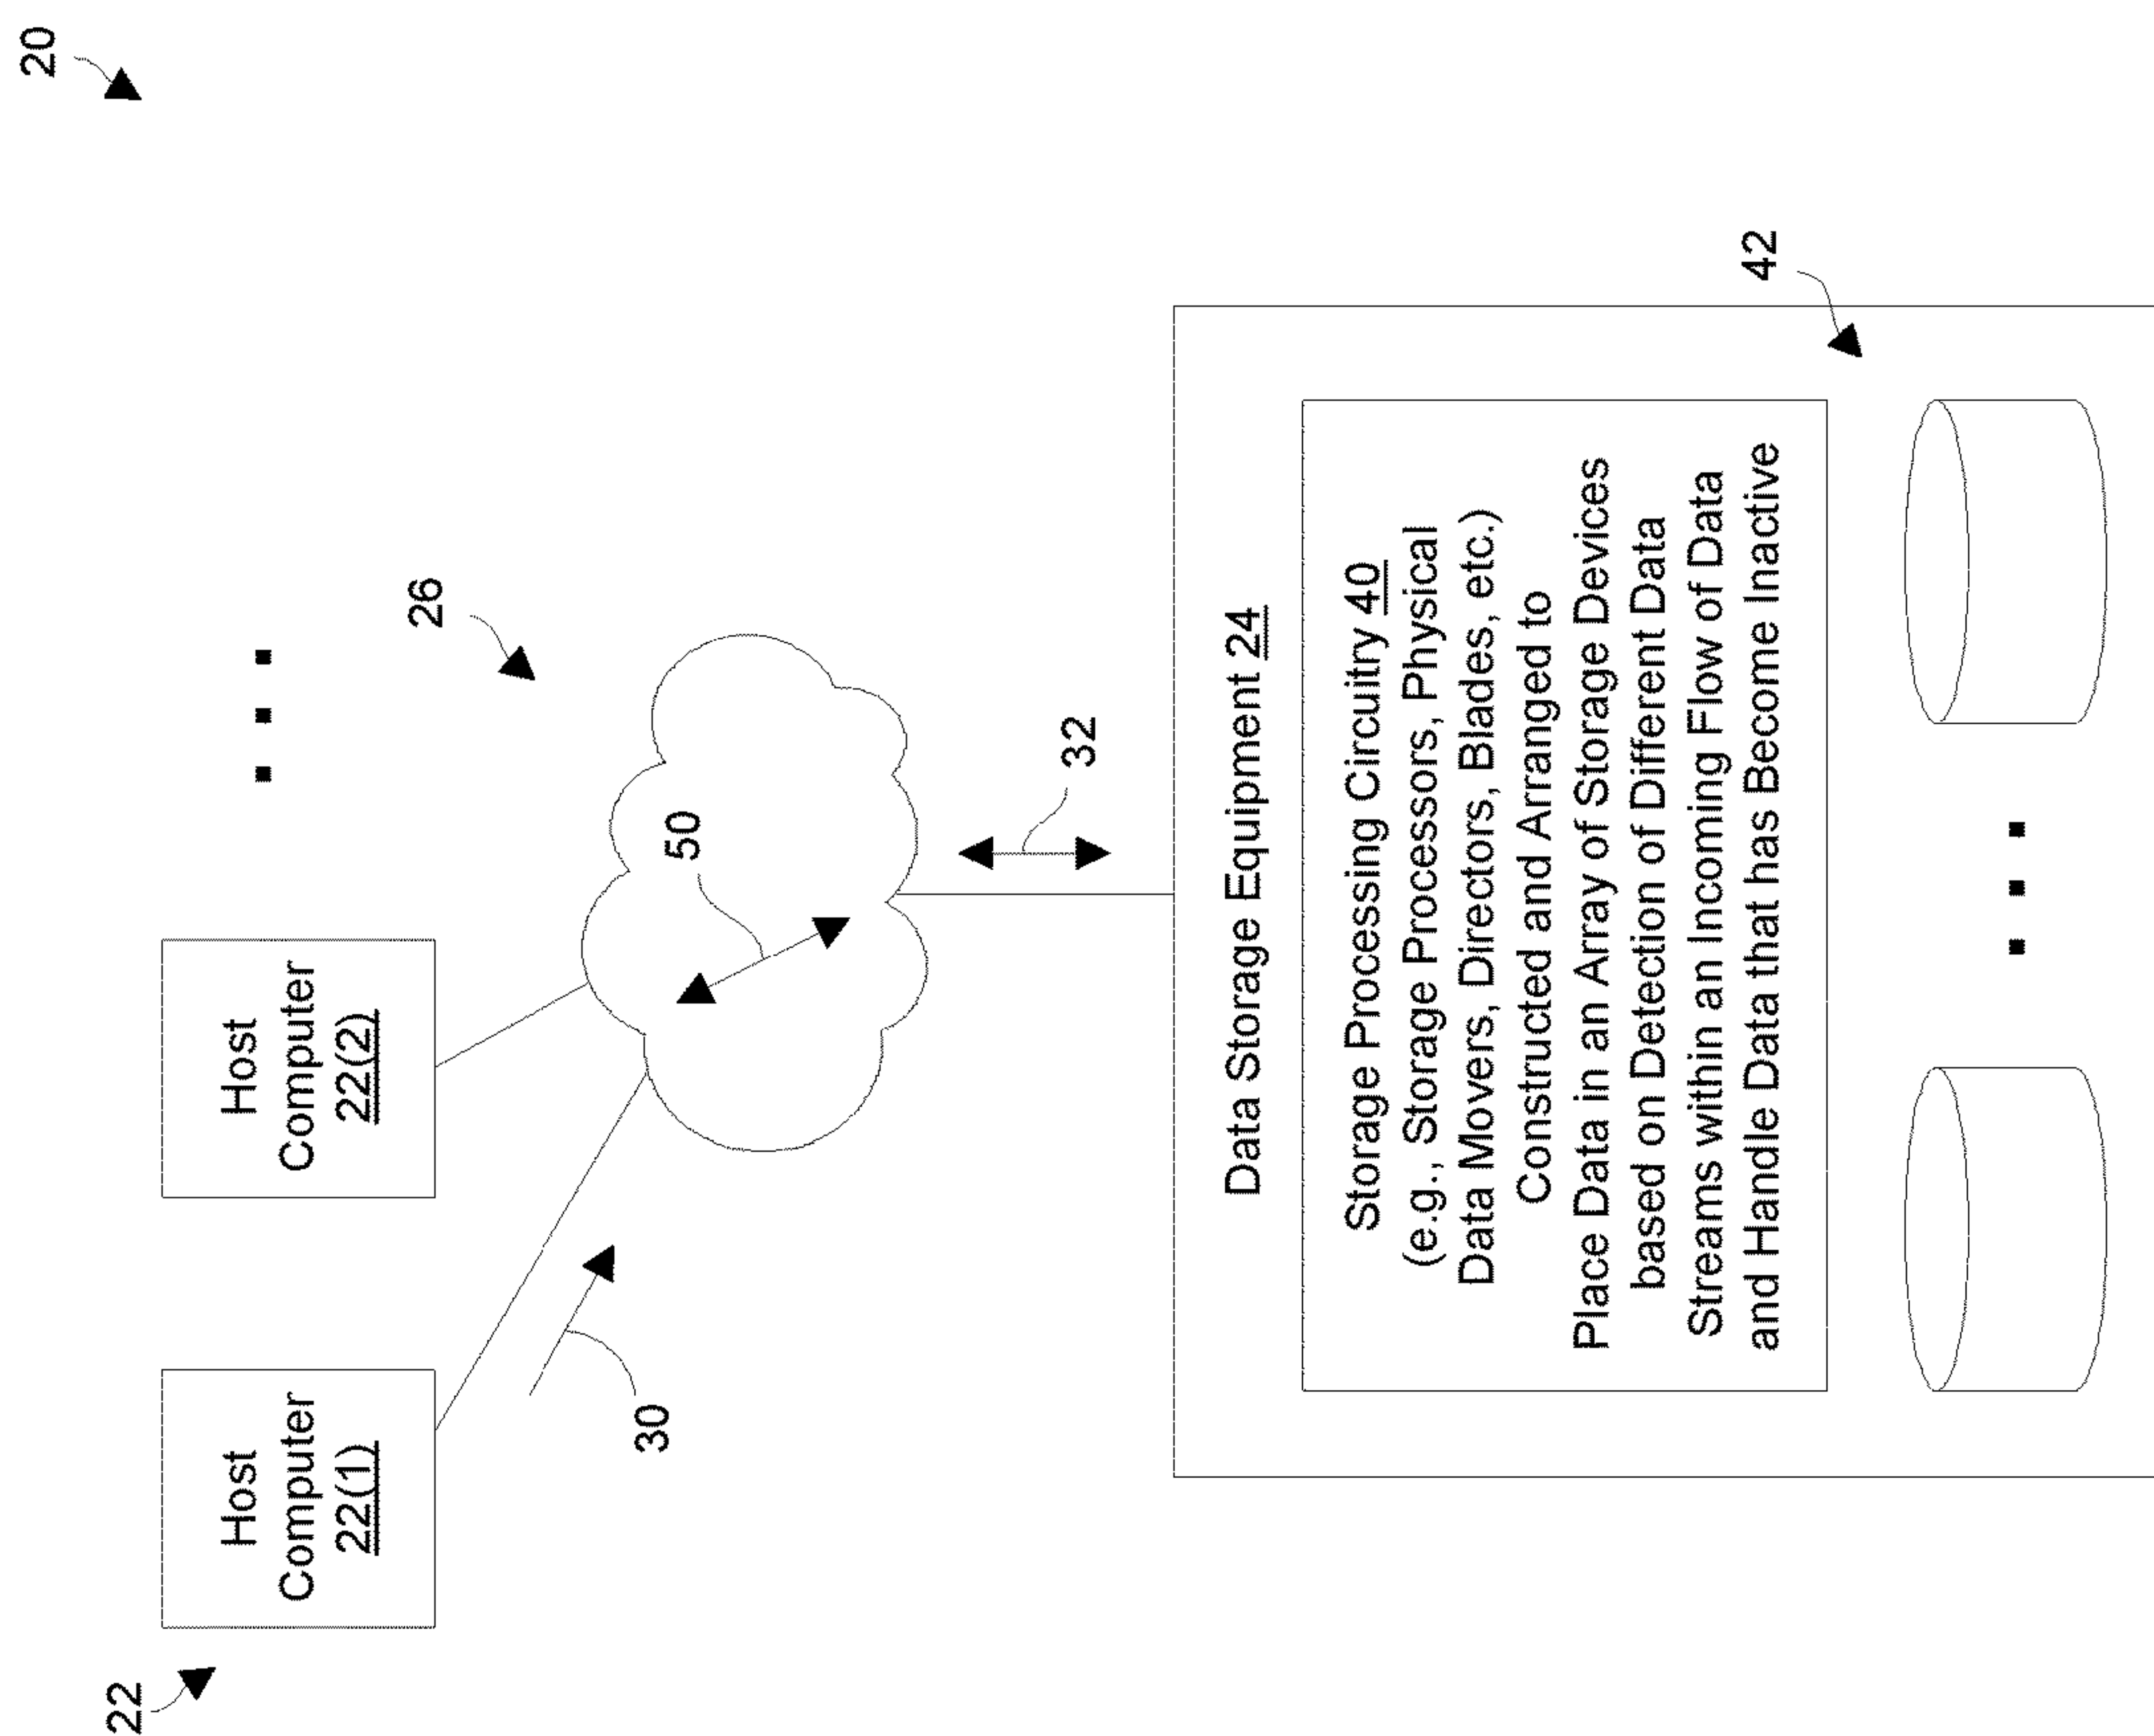 20
22
Host
Computer
22(1)
Host
Computer
22(2)
26
30
50
32
Data Storage Equipment 24
Storage Processing Circuitry 40
(e.g., Storage Processors, Physical
Data Movers, Directors, Blades, etc.)
Constructed and Arranged to
Place Data in an Array of Storage Devices
based on Detection of Different Data
Streams within an Incoming Flow of Data
and Handle Data that has Become Inactive
42